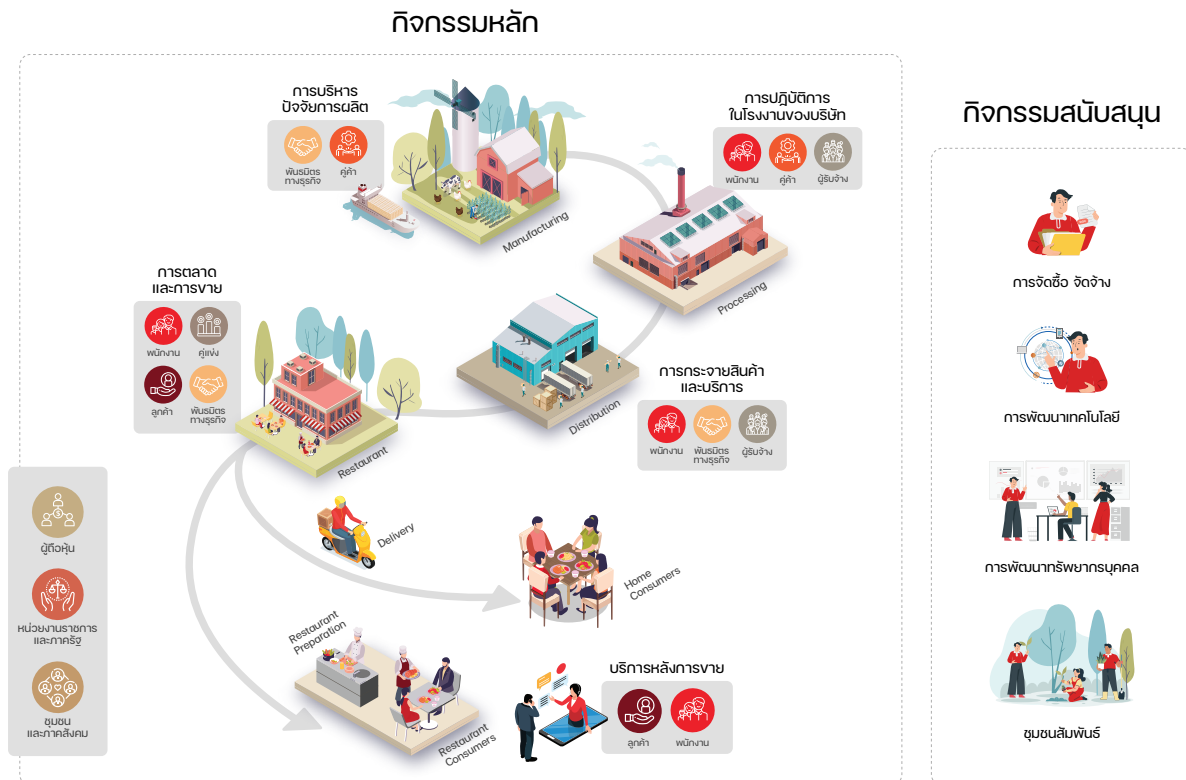 กิจกรรมหลัก
การบริหาร
ปัจจัยการผลิต
พันธมิตร
ทางธุรกิจ
คู่ค้า
Manufacturing
การปฎิบัติการ
ในโรงงานของบริษัท
พนักงาน
คู่ค้า
ผู้รับจ้าง
Processing
การตลาด
และการขาย
พนักงาน
คู่แข่ง
ลูกค้า
พันธมิตร
ทางธุรกิจ
Restaurant
Distribution
การกระจายสินค้า
และบริการ
พนักงาน
พันธมิตร
ทางธุรกิจ
ผู้รับจ้าง
ผู้ถือหุ้น
หน่วยงานราชการ
และภาครัฐ
ชุมชน
และภาคสังคม
Delivery
Home
Consumers
Restaurant
Preparation
Restaurant
Consumers
บริการหลังการขาย
ลูกค้า
พนักงาน
กิจกรรมสนับสนุน
การจัดซื้อ จัดจ้าง
การพัฒนาเทคโนโลยี
การพัฒนาทรัพยากรบุคคล
ชุมชนสัมพันธ์